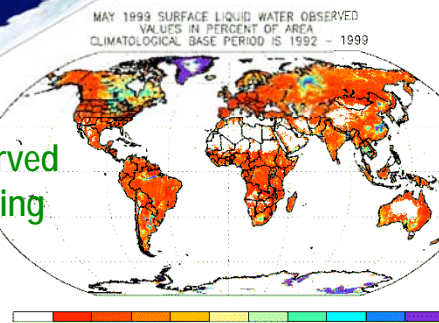 MAY 1999 SURFACE LIQUID WATER OBSERVED
VALUES IN PERCENT OF AREA
CLIMATOLOGICAL BASE PERIOD IS 1992 - 1999
rved
ing